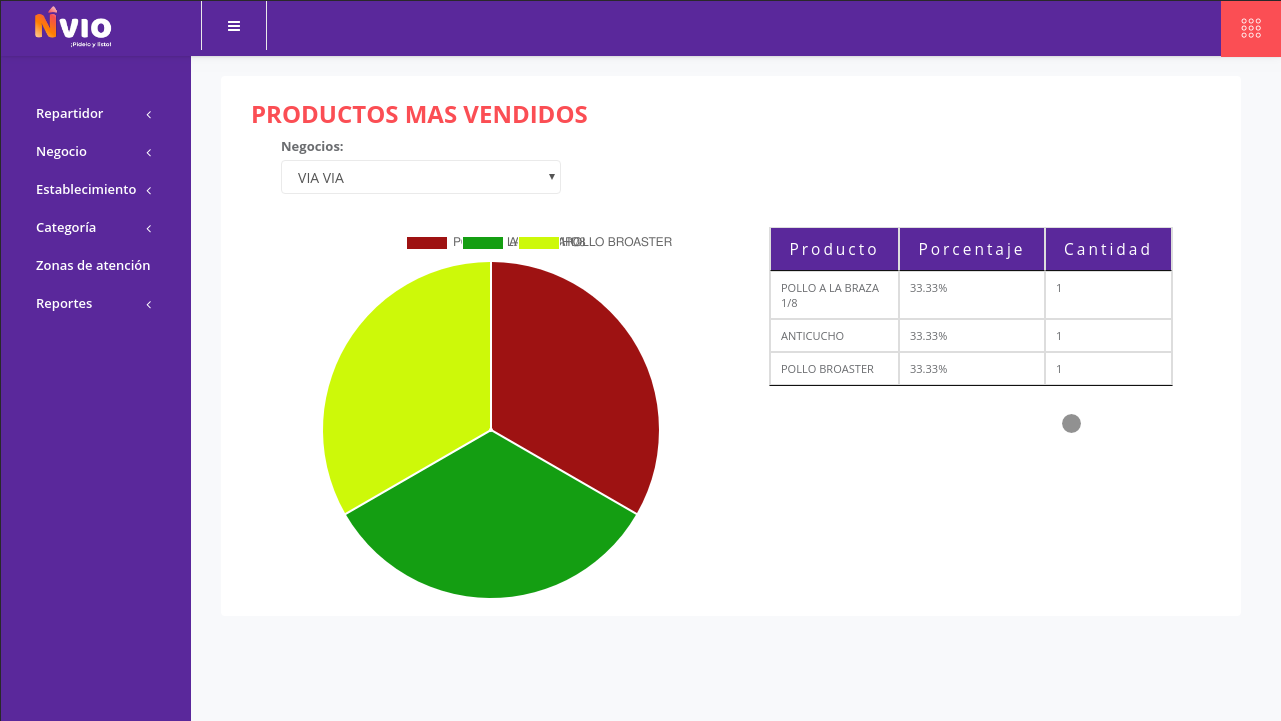 Ñvio
¡Pídelo y listo!
Repartidor
Negocio
Establecimiento
Categoría
Zonas de atención
Reportes
PRODUCTOS MAS VENDIDOS
Negocios:
VIA VIA
POLLO BROASTER
Producto Porcentaje Cantidad
POLLO A LA BRAZA 1/8 33.33% 1
ANTICUCHO 33.33% 1
POLLO BROASTER 33.33% 1